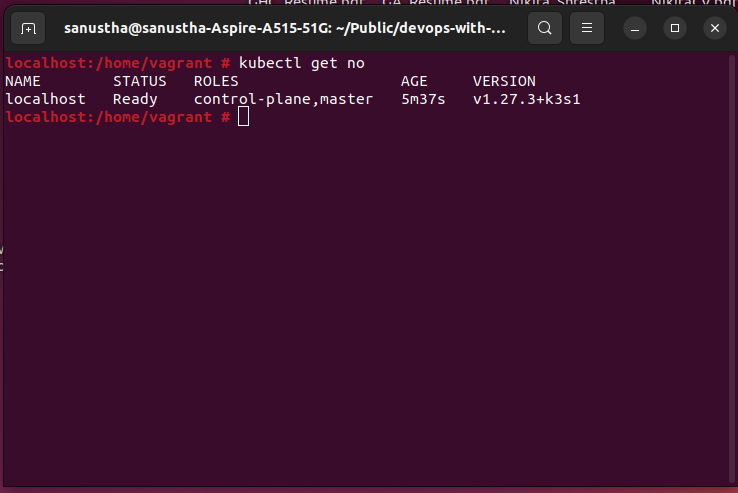 sanustha@sanustha-Aspire-A515-51G: ~/Public/devops-with-...
localhost:/home/vagrant # kubectl get no
NAME STATUS ROLES AGE VERSION
localhost Ready control-plane,master 5m37s v1.27.3+k3s1
localhost:/home/vagrant #